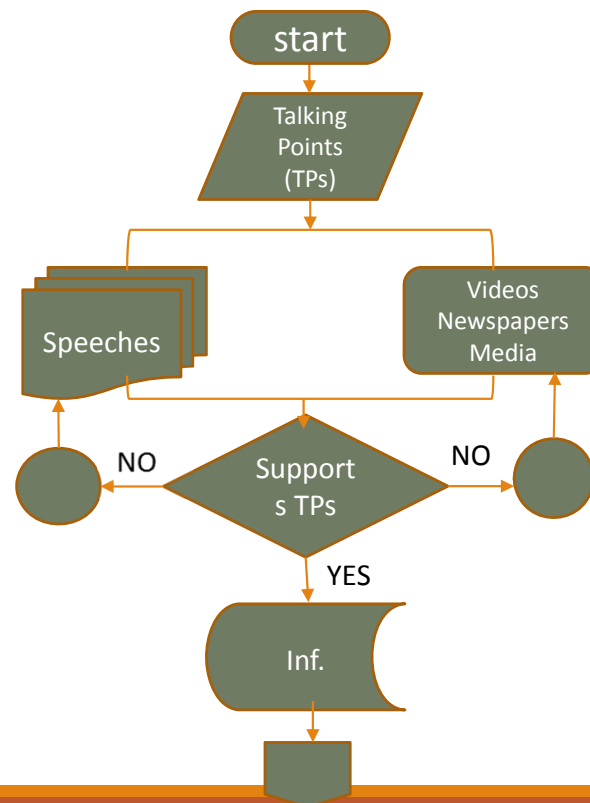 start
Talking
Points
(TPs)
Speeches
Videos
Newspapers
Media
NO
Support
s TPs
NO
YES
Inf.